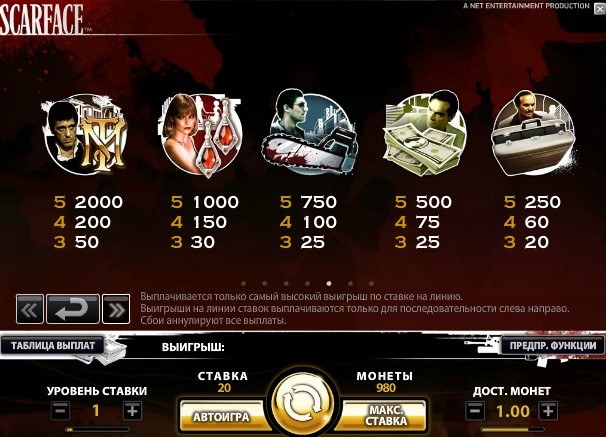 SCARFACE™
A NET ENTERTAINMENT PRODUCTION
TM
5 2000
4 200
3 50
5 1000
4 150
3 30
5 750
4 100
3 25
5 500
4 75
3 25
5 250
4 60
3 20
Выплачивается только самый высокий выигрыш по ставке на линию.
Выигрыши на линии ставок выплачиваются только для последовательности слева направо.
Сбои аннулируют все выплаты.
ТАБЛИЦА ВЫПЛАТ
ВЫИГРЫШ:
ПРЕДПР. ФУНКЦИИ
УРОВЕНЬ СТАВКИ
1
СТАВКА
20
АВТОИГРА
МОНЕТЫ
980
МАКС.
СТАВКА
ДОСТ. МОНЕТ
1.00